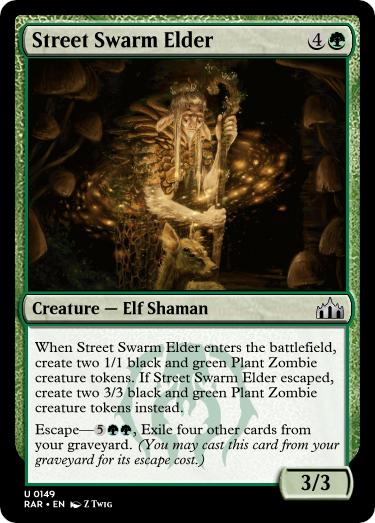 Street Swarm Elder 4
Creature — Elf Shaman
When Street Swarm Elder enters the battlefield,
create two 1/1 black and green Plant Zombie
creature tokens. If Street Swarm Elder escaped,
create two 3/3 black and green Plant Zombie
creature tokens instead.
Escape—5, Exile four other cards from
your graveyard. (You may cast this card from your
graveyard for its escape cost.)
3/3
U 0149
RAR • EN Z Twig